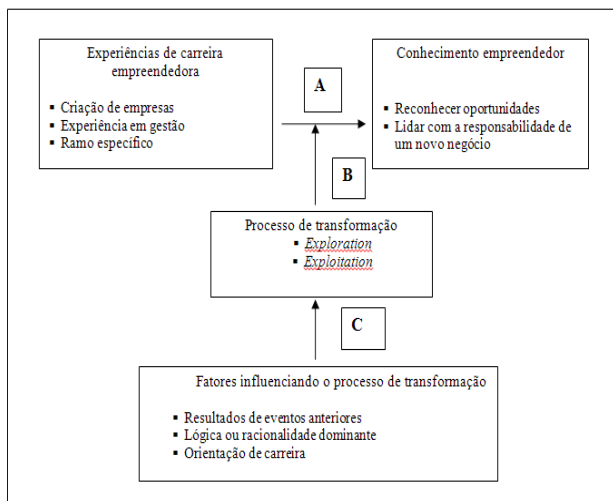 Experiências de carreira
empreendedora
▪ Criação de empresas
▪ Experiência em gestão
▪ Ramo específico
A
Conhecimento empreendedor
▪ Reconhecer oportunidades
▪ Lidar com a responsabilidade de
um novo negócio
B
Processo de transformação
▪ Exploration
▪ Exploitation
C
Fatores influenciando o processo de transformação
▪ Resultados de eventos anteriores
▪ Lógica ou racionalidade dominante
▪ Orientação de carreira